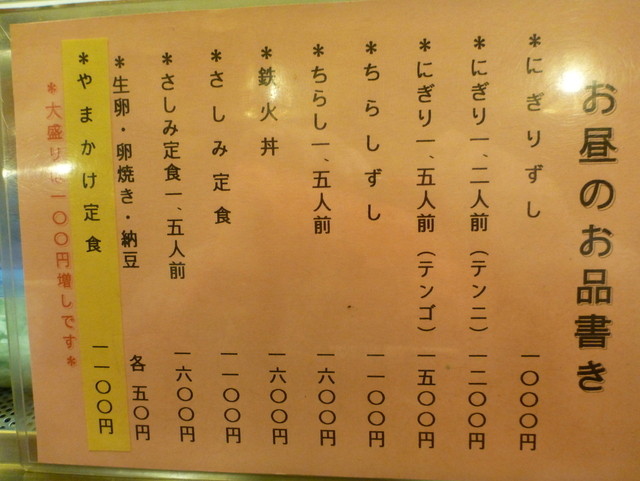 お昼のお品書き
*にぎりずし 一〇〇〇円
*にぎり一、二人前(テンニ) 一二〇〇円
*にぎり一、五人前(テンゴ) 一五〇〇円
*ちらしずし 一一〇〇円
*ちらし一、五人前 一六〇〇円
*鉄火丼 一六〇〇円
*さしみ定食 一一〇〇円
*さしみ定食一、五人前 一六〇〇円
*生卵・卵焼き・納豆 各 五〇円
*やまかけ定食 一一〇〇円
*大盛りは一〇〇円増しです*